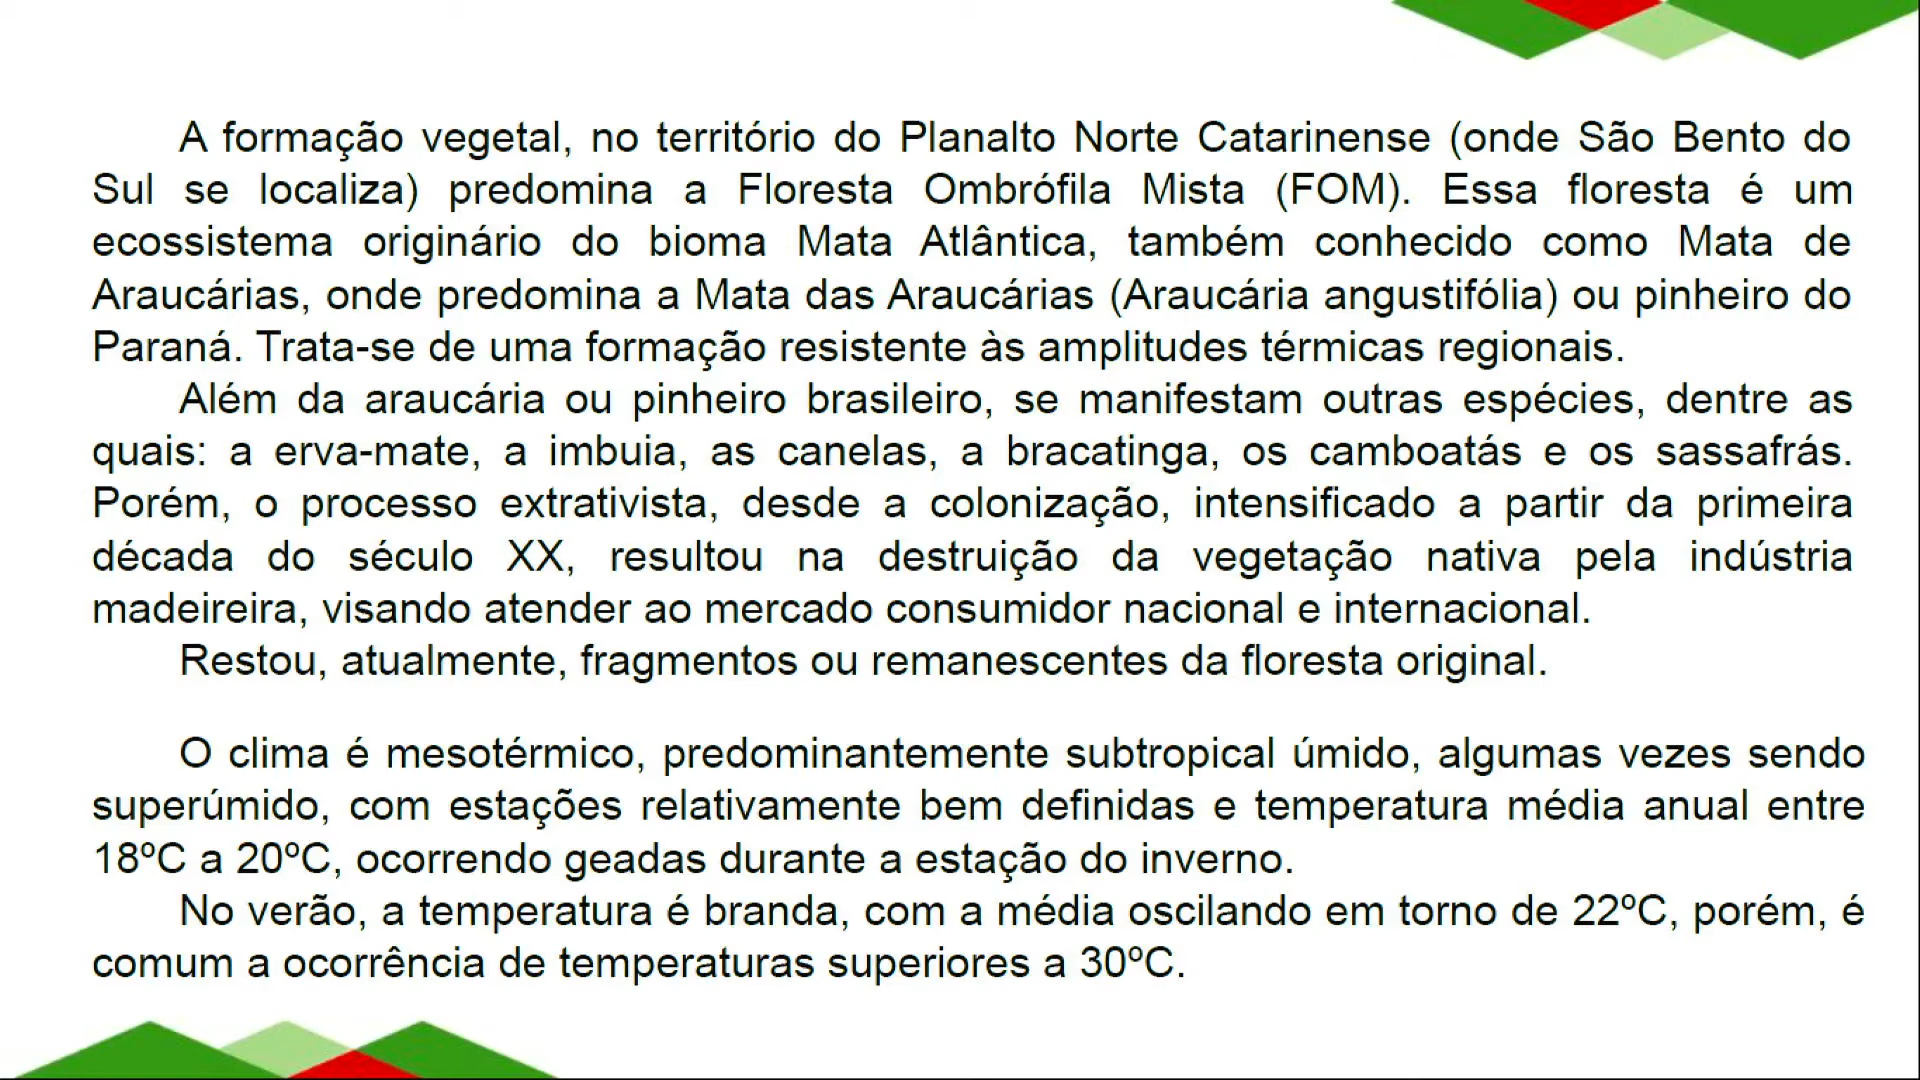 A formação vegetal, no território do Planalto Norte Catarinense (onde São Bento do
Sul se localiza) predomina a Floresta Ombrófila Mista (FOM). Essa floresta é um
ecossistema originário do bioma Mata Atlântica, também conhecido como Mata de
Araucárias, onde predomina a Mata das Araucárias (Araucária angustifólia) ou pinheiro do
Paraná. Trata-se de uma formação resistente às amplitudes térmicas regionais.
Além da araucária ou pinheiro brasileiro, se manifestam outras espécies, dentre as
quais: a erva-mate, a imbuia, as canelas, a bracatinga, os camboatás e os sassafrás.
Porém, o processo extrativista, desde a colonização, intensificado a partir da primeira
década do século XX, resultou na destruição da vegetação nativa pela indústria
madeireira, visando atender ao mercado consumidor nacional e internacional.
Restou, atualmente, fragmentos ou remanescentes da floresta original.
O clima é mesotérmico, predominantemente subtropical úmido, algumas vezes sendo
superúmido, com estações relativamente bem definidas e temperatura média anual entre
18ºC a 20ºC, ocorrendo geadas durante a estação do inverno.
No verão, a temperatura é branda, com a média oscilando em torno de 22ºC, porém, é
comum a ocorrência de temperaturas superiores a 30ºC.